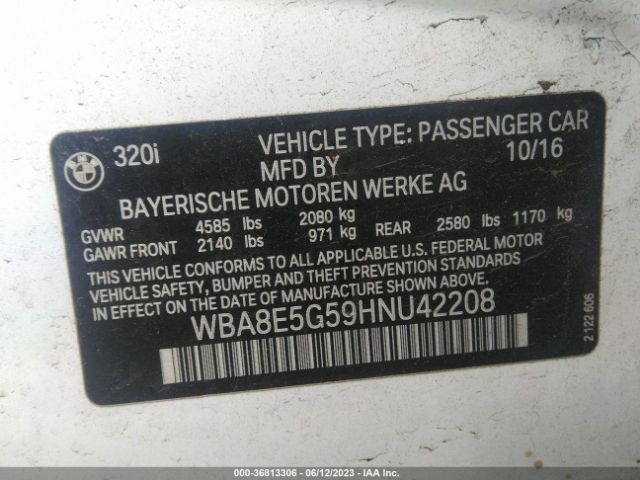 320i VEHICLE TYPE: PASSENGER CAR
MFD BY 10/16
BAYERISCHE MOTOREN WERKE AG
GVWR 4585 lbs 2080 kg
GAWR FRONT 2140 lbs 971 kg REAR 2580 lbs 1170 kg
THIS VEHICLE CONFORMS TO ALL APPLICABLE U.S. FEDERAL MOTOR
VEHICLE SAFETY, BUMPER AND THEFT PREVENTION STANDARDS
IN EFFECT ON THE DATE OF MANUFACTURE SHOWN ABOVE.
WBA8E5G59HNU42208
2 122 606
000-36813306 - 06/12/2023 - IAA Inc.